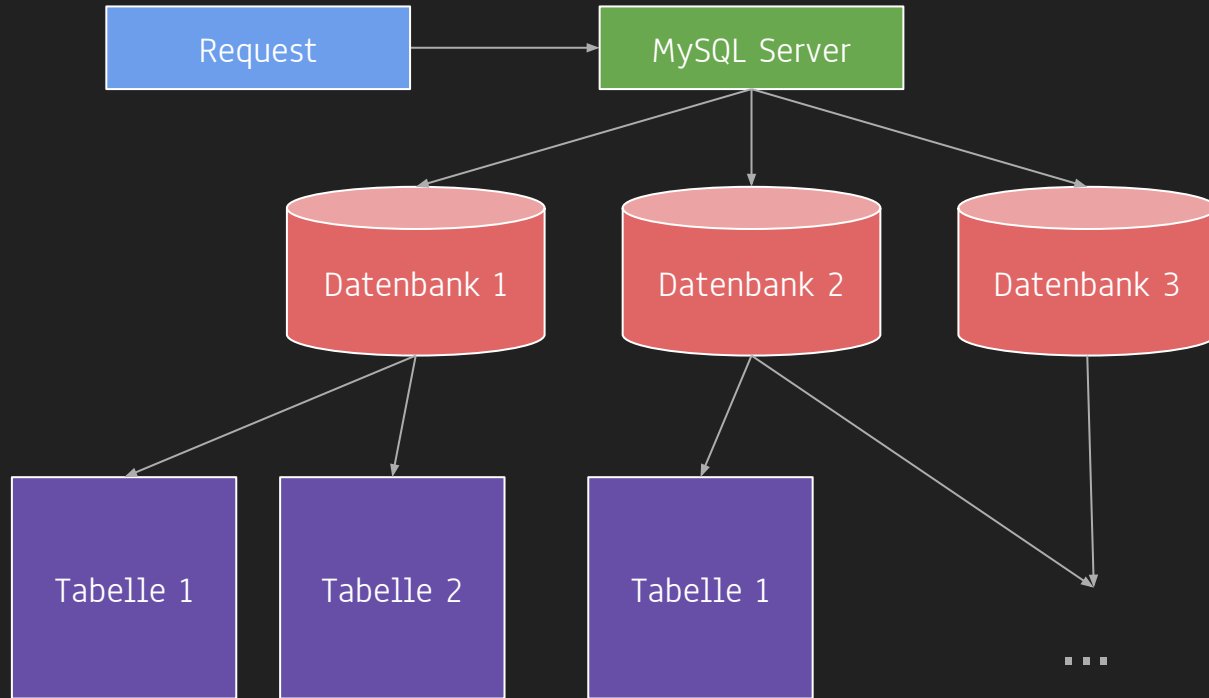 Request
MySQL Server
Datenbank 1
Datenbank 2
Datenbank 3
Tabelle 1
Tabelle 2
Tabelle 1
...